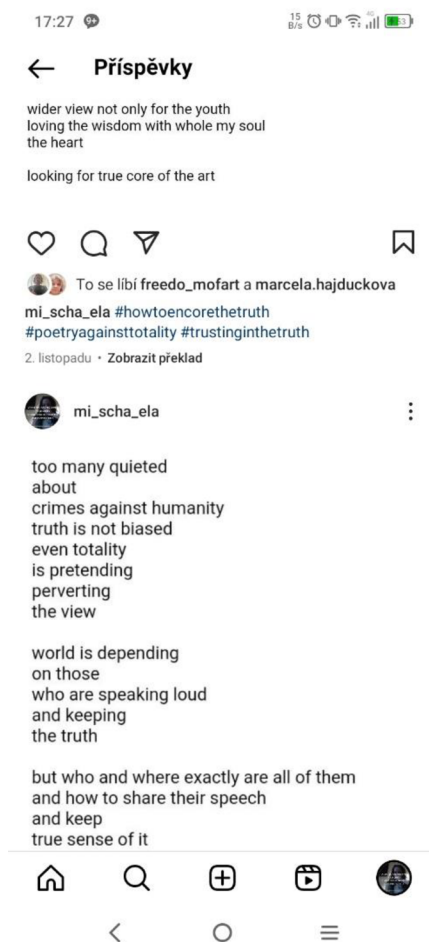 17:27 9+ 15 B/s 4G 53
Příspěvky
wider view not only for the youth
loving the wisdom with whole my soul
the heart
looking for true core of the art
To se líbí freedo_mofart a marcela.hajduckova
mi_scha_ela #howtoencorethetruth
#poetryagainsttotality #trustinginthetruth
2. listopadu • Zobrazit překlad
mi_scha_ela
too many quieted
about
crimes against humanity
truth is not biased
even totality
is pretending
perverting
the view
world is depending
on those
who are speaking loud
and keeping
the truth
but who and where exactly are all of them
and how to share their speech
and keep
true sense of it